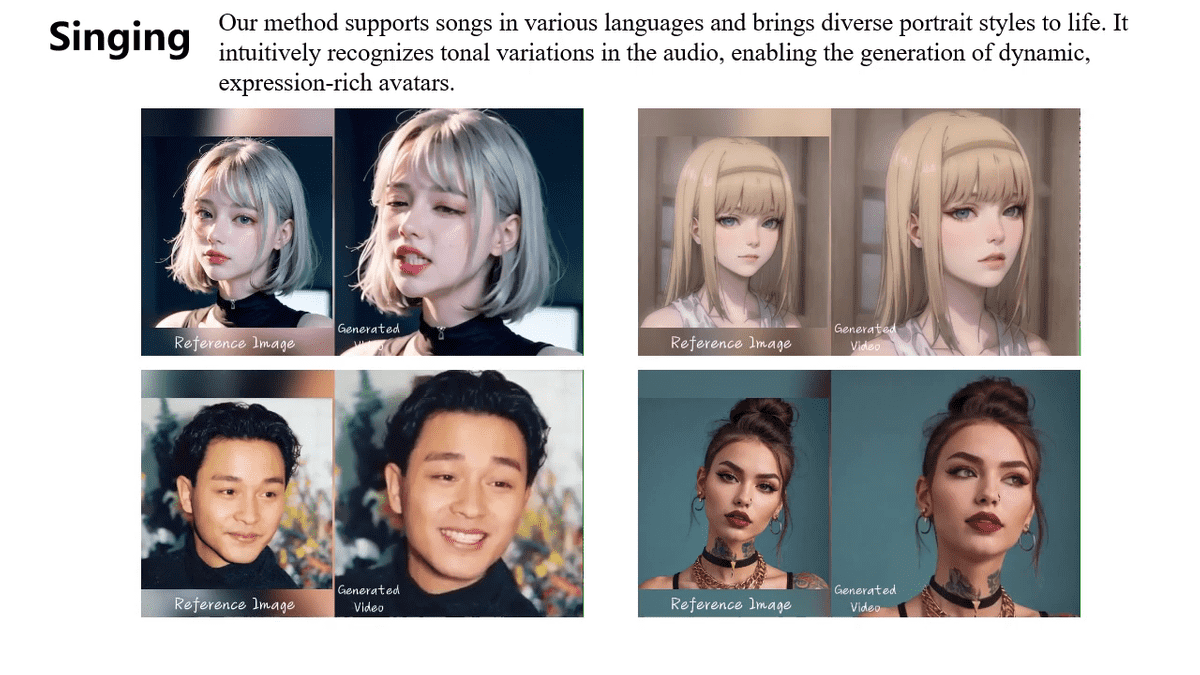 Singing
Our method supports songs in various languages and brings diverse portrait styles to life. It
intuitively recognizes tonal variations in the audio, enabling the generation of dynamic,
expression-rich avatars.
Reference Image
Generated
Video
Reference Image
Generated
Video
Reference Image
Generated
Video
Reference Image
Generated
Video